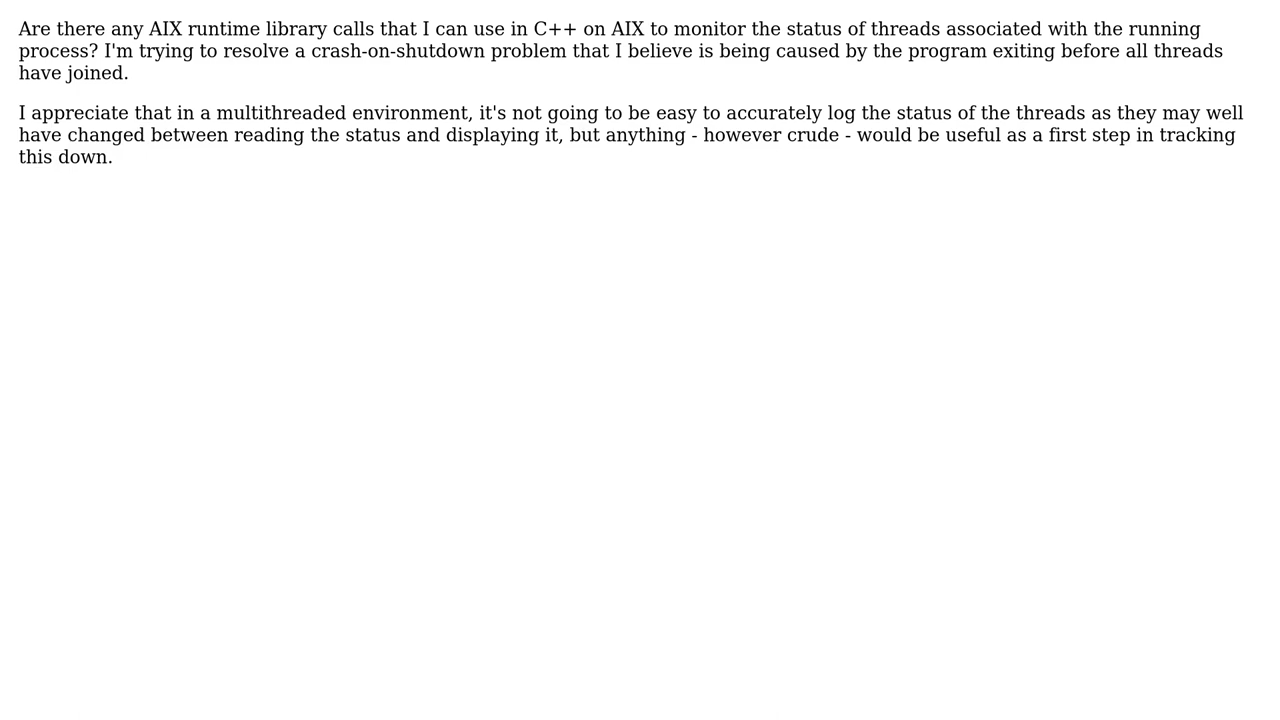 Are there any AIX runtime library calls that I can use in C++ on AIX to monitor the status of threads associated with the running
process? I'm trying to resolve a crash-on-shutdown problem that I believe is being caused by the program exiting before all threads
have joined.
I appreciate that in a multithreaded environment, it's not going to be easy to accurately log the status of the threads as they may well
have changed between reading the status and displaying it, but anything - however crude - would be useful as a first step in tracking
this down.